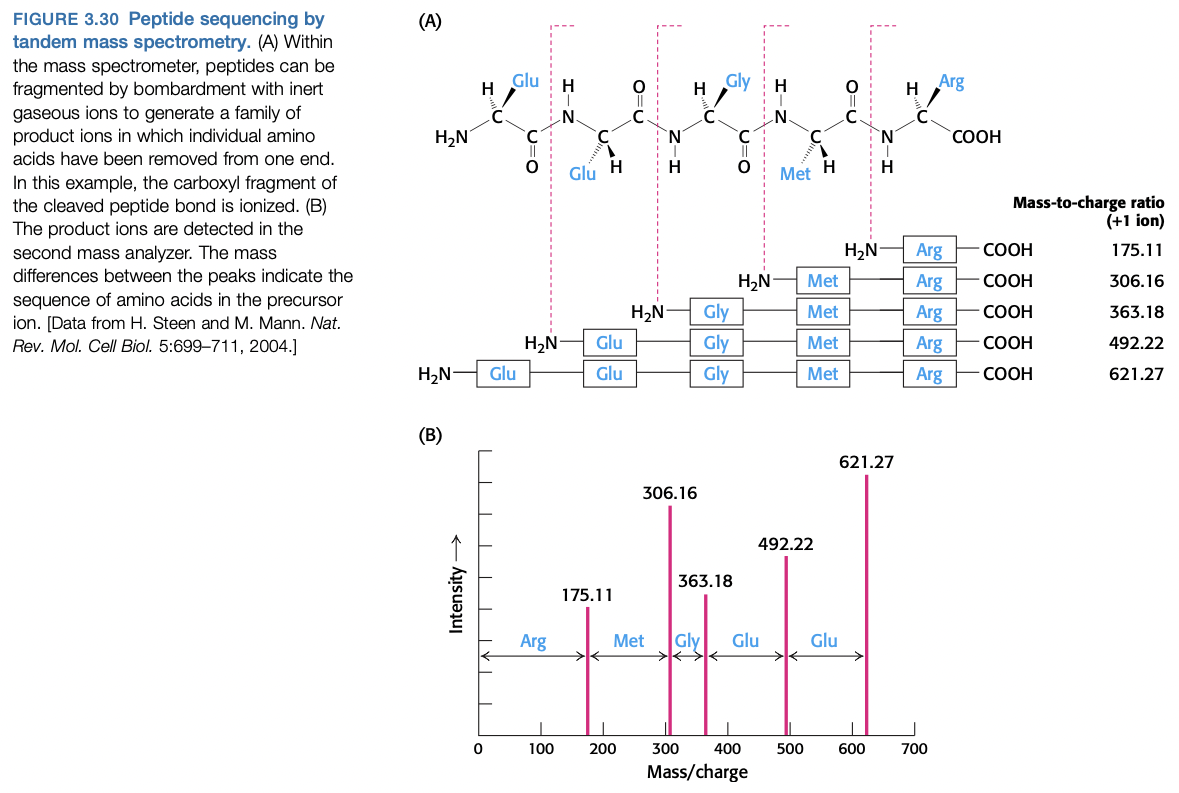 FIGURE 3.30 Peptide sequencing by
tandem mass spectrometry. (A) Within
the mass spectrometer, peptides can be
fragmented by bombardment with inert
gaseous ions to generate a family of
product ions in which individual amino
acids have been removed from one end.
In this example, the carboxyl fragment of
the cleaved peptide bond is ionized. (B)
The product ions are detected in the
second mass analyzer. The mass
differences between the peaks indicate the
sequence of amino acids in the precursor
ion. [Data from H. Steen and M. Mann. Nat.
Rev. Mol. Cell Biol. 5:699–711, 2004.]
(A)
H Glu H O H Gly H O H Arg
C N C C N C
H₂N C C N C C N COOH
O Glu H H O Met H H
Mass-to-charge ratio
(+1 ion)
H₂N Arg COOH 175.11
H₂N Met Arg COOH 306.16
H₂N Gly Met Arg COOH 363.18
H₂N Glu Gly Met Arg COOH 492.22
H₂N Glu Glu Gly Met Arg COOH 621.27
(B)
621.27
306.16
492.22
363.18
175.11
Intensity →
Arg Met Gly Glu Glu
0 100 200 300 400 500 600 700
Mass/charge